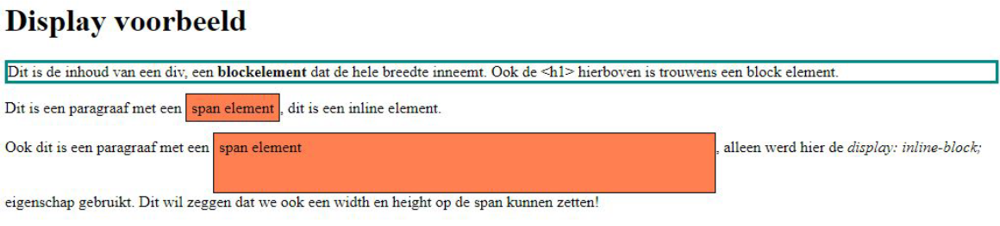 Display voorbeeld
Dit is de inhoud van een div, een blockelement dat de hele breedte inneemt. Ook de <h1> hierboven is trouwens een block element.
Dit is een paragraaf met een span element, dit is een inline element.
Ook dit is een paragraaf met een span element, alleen werd hier de display: inline-block;
eigenschap gebruikt. Dit wil zeggen dat we ook een width en height op de span kunnen zetten!